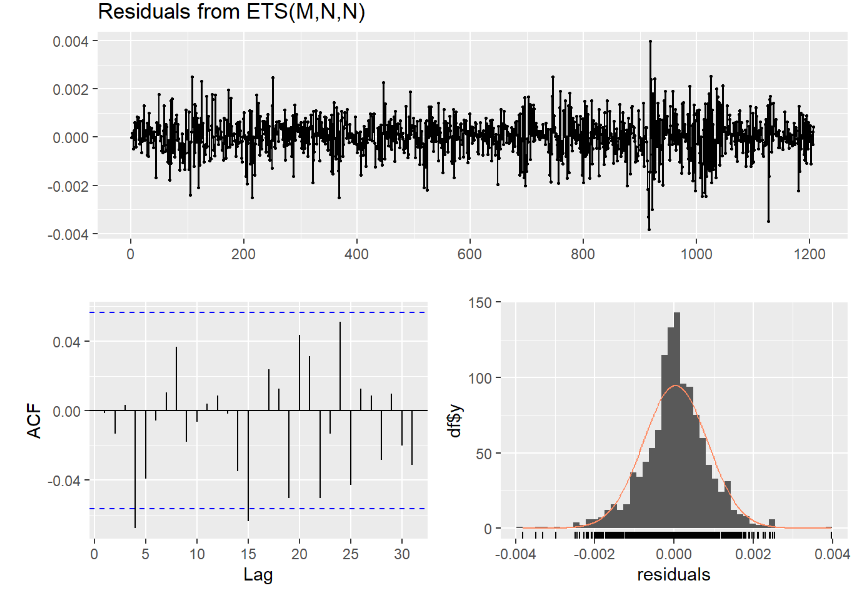 Residuals from ETS(M,N,N)
0.004
0.002
0.000
-0.002
-0.004
0 200 400 600 800 1000 1200
0.04
0.00
-0.04
ACF
0 5 10 15 20 25 30
Lag
150
100
50
0
df$y
-0.004 -0.002 0.000 0.002 0.004
residuals